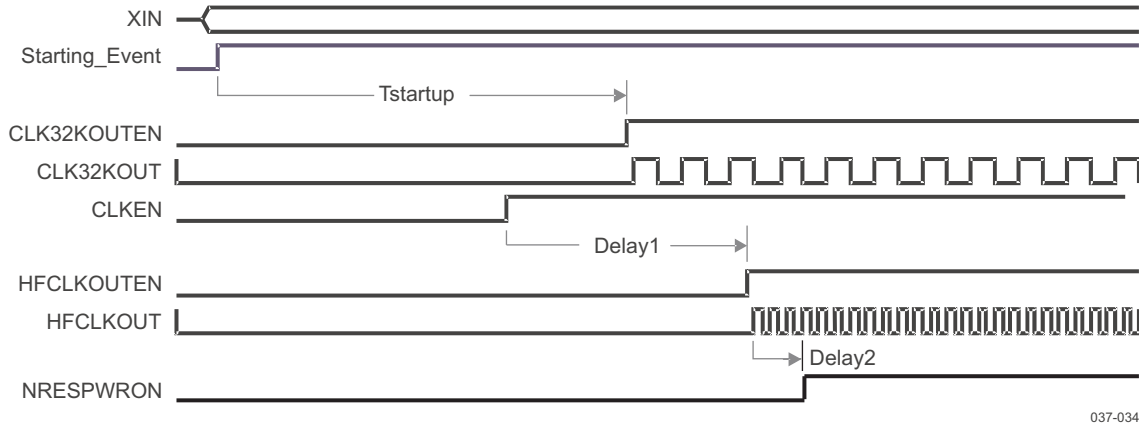 XIN
Starting_Event
Tstartup
CLK32KOUTEN
CLK32KOUT
CLKEN
Delay1
HFCLKOUTEN
HFCLKOUT
Delay2
NRESPWRON
037-034